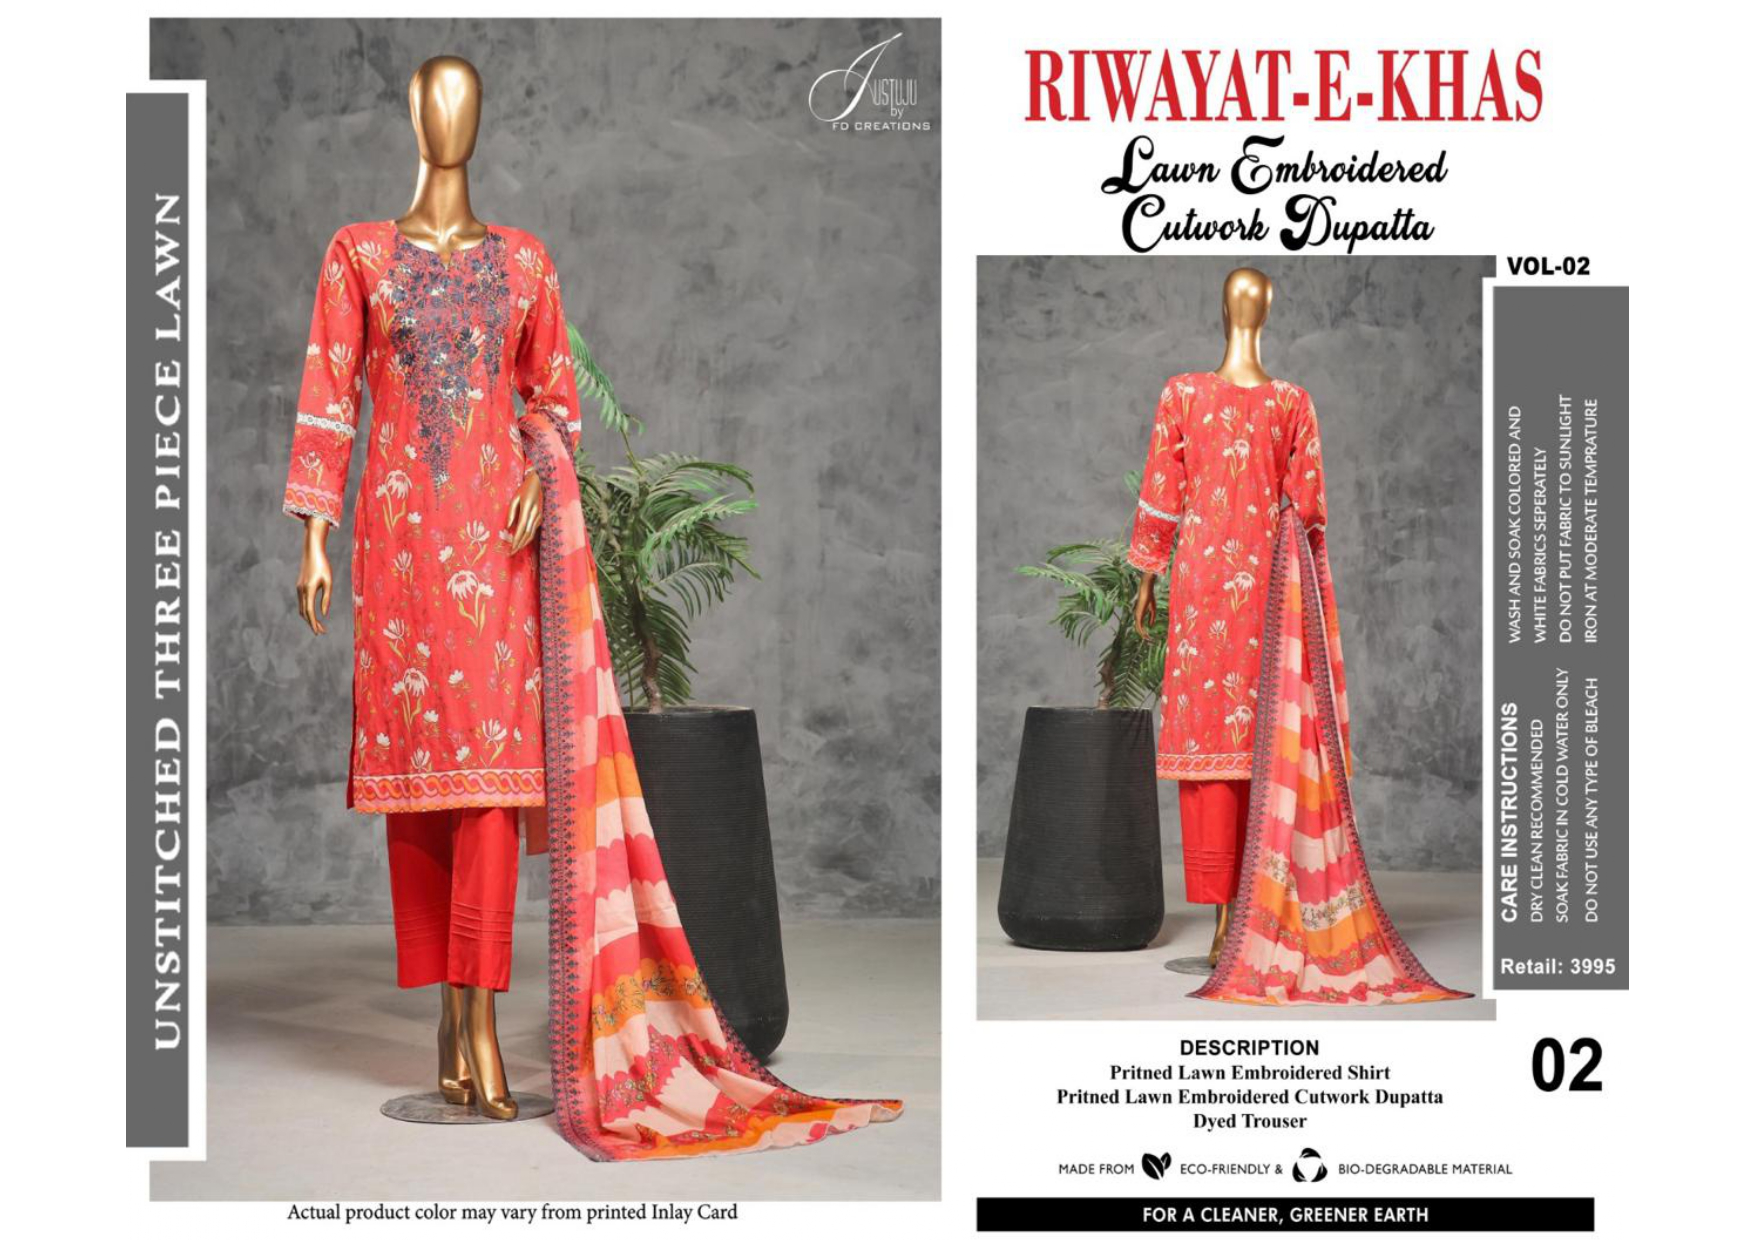 UNSTITCHED THREE PIECE LAWN
JUSTUJU
by
FD CREATIONS
Actual product color may vary from printed Inlay Card
RIWAYAT-E-KHAS
Lawn Embroidered
Cutwork Dupatta
VOL-02
CARE INSTRUCTIONS
DRY CLEAN RECOMMENDED
SOAK FABRIC IN COLD WATER ONLY
DO NOT USE ANY TYPE OF BLEACH
WASH AND SOAK COLORED AND
WHITE FABRICS SEPERATELY
DO NOT PUT FABRIC TO SUNLIGHT
IRON AT MODERATE TEMPRATURE
Retail: 3995
DESCRIPTION
Pritned Lawn Embroidered Shirt
Pritned Lawn Embroidered Cutwork Dupatta
Dyed Trouser
02
MADE FROM ECO-FRIENDLY & BIO-DEGRADABLE MATERIAL
FOR A CLEANER, GREENER EARTH